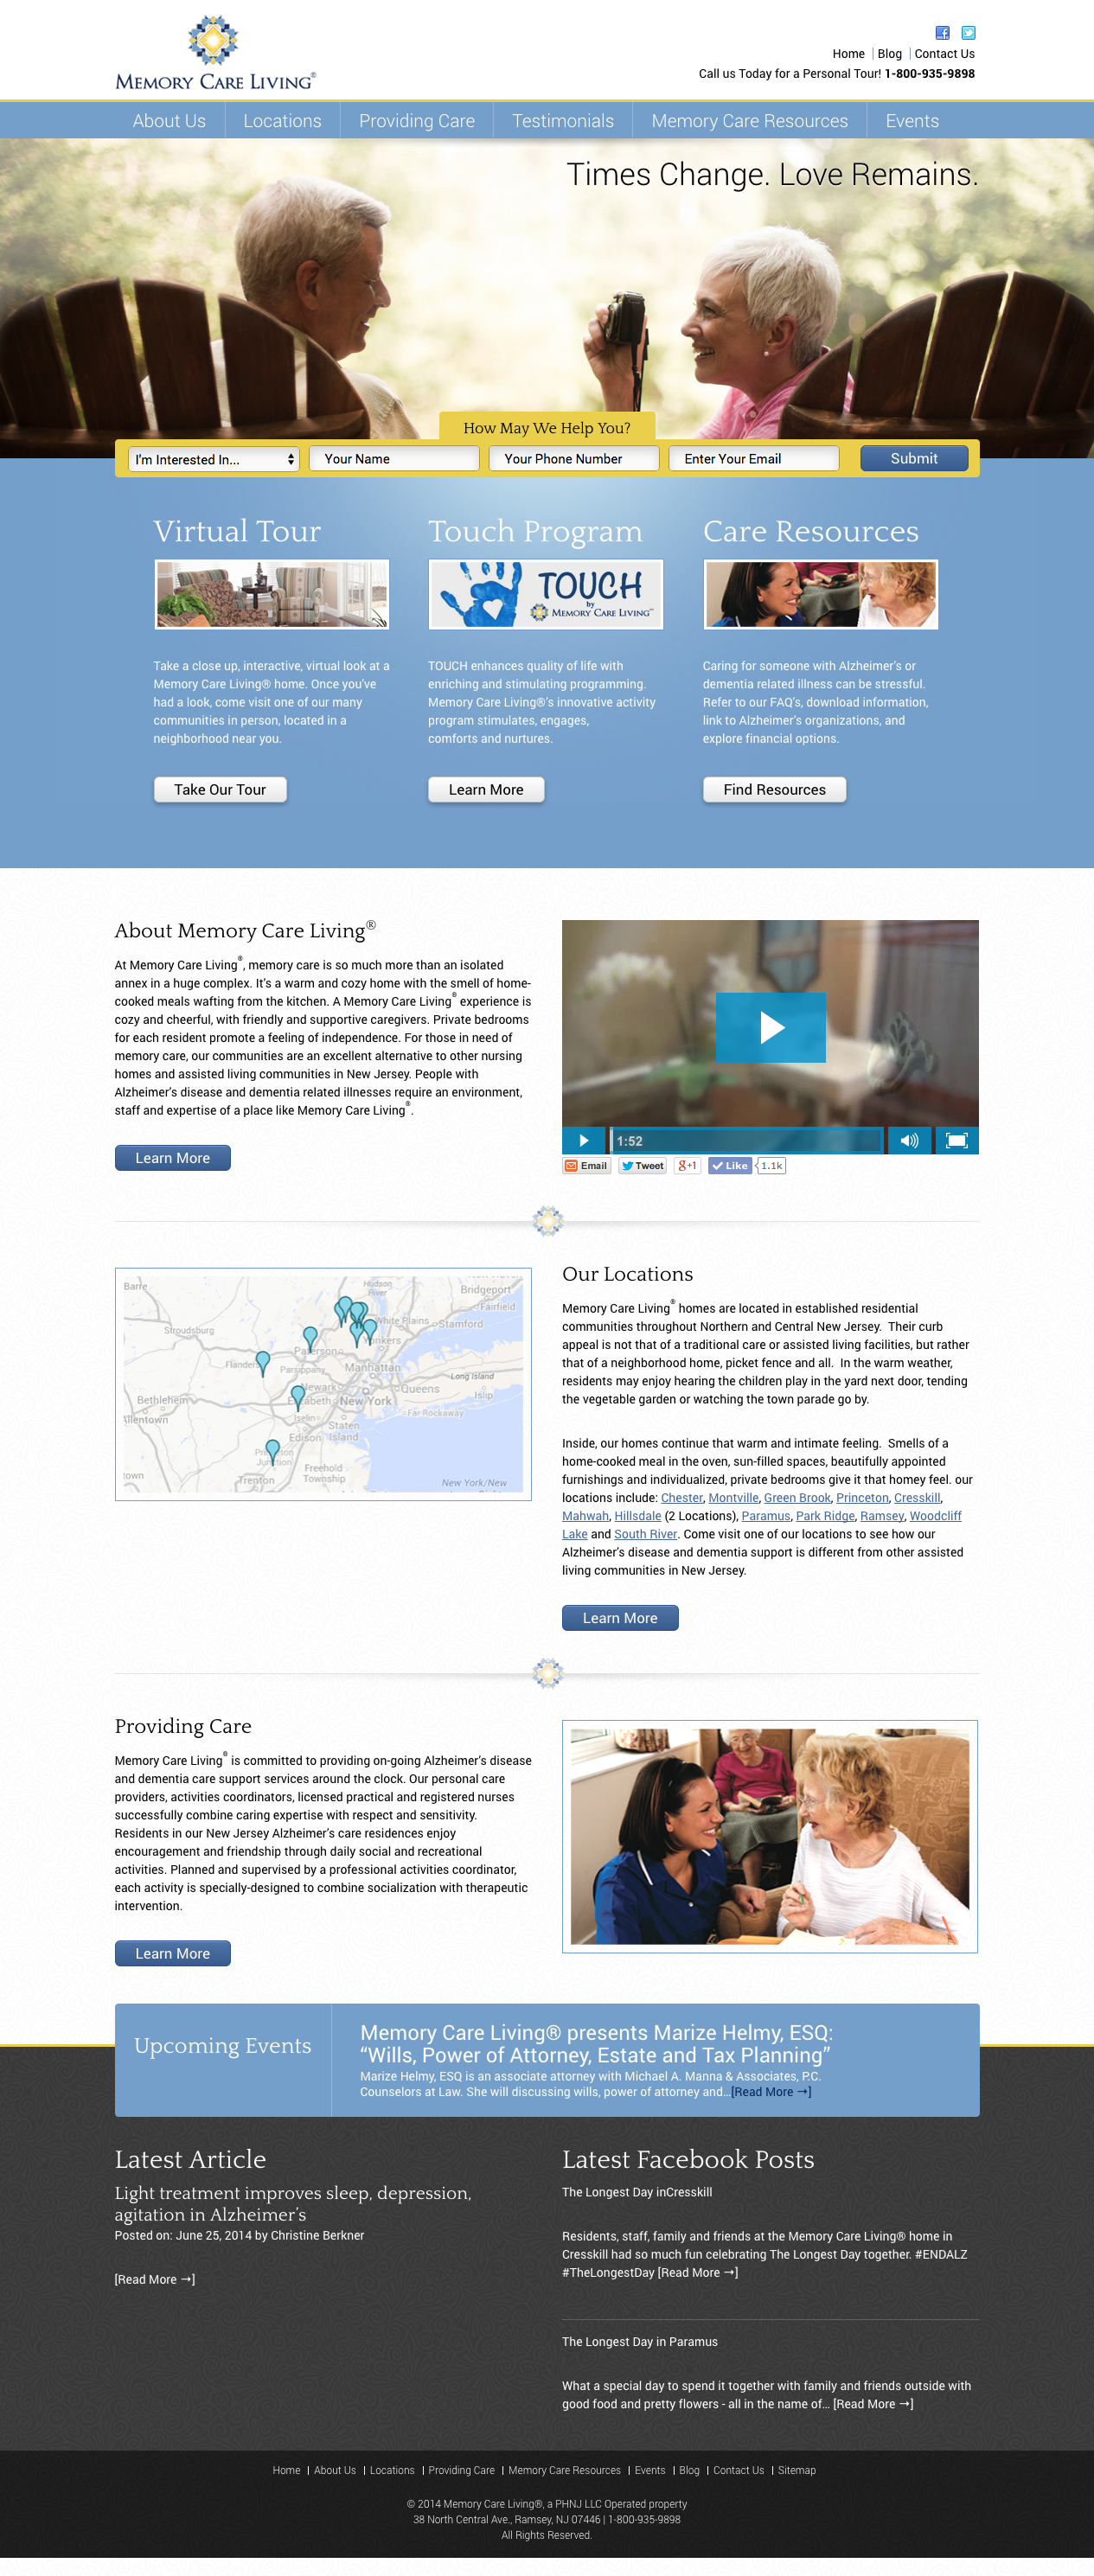 MEMORY CARE LIVING®
Home | Blog | Contact Us
Call us Today for a Personal Tour! 1-800-935-9898
About Us
Locations
Providing Care
Testimonials
Memory Care Resources
Events
Times Change. Love Remains.
How May We Help You?
I'm Interested In...
Your Name
Your Phone Number
Enter Your Email
Submit
Virtual Tour
Take a close up, interactive, virtual look at a
Memory Care Living® home. Once you've
had a look, come visit one of our many
communities in person, located in a
neighborhood near you.
Take Our Tour
Touch Program
TOUCH
by
MEMORY CARE LIVING
TOUCH enhances quality of life with
enriching and stimulating programming.
Memory Care Living®'s innovative activity
program stimulates, engages,
comforts and nurtures.
Learn More
Care Resources
Caring for someone with Alzheimer's or
dementia related illness can be stressful.
Refer to our FAQ's, download information,
link to Alzheimer's organizations, and
explore financial options.
Find Resources
About Memory Care Living®
At Memory Care Living®, memory care is so much more than an isolated
annex in a huge complex. It's a warm and cozy home with the smell of home-
cooked meals wafting from the kitchen. A Memory Care Living® experience is
cozy and cheerful, with friendly and supportive caregivers. Private bedrooms
for each resident promote a feeling of independence. For those in need of
memory care, our communities are an excellent alternative to other nursing
homes and assisted living communities in New Jersey. People with
Alzheimer's disease and dementia related illnesses require an environment,
staff and expertise of a place like Memory Care Living®.
Learn More
1:52
Email
Tweet
g+1
Like
1.1k
Barre
Hudson
River
Bridgeport
Fairfield
Stroudsburg
White Plains
Stamford
Yonkers
Paterson
Flanders
Parsippany
Manhattan
Long Island
Newark
Queens
Islip
Bethlehem
Elizabeth
New York
Far Rockaway
llentown
Iselin
Staten
Island
Edison
Princeton
Junction
Freehold
Township
Trenton
town
New York/New
Our Locations
Memory Care Living® homes are located in established residential
communities throughout Northern and Central New Jersey. Their curb
appeal is not that of a traditional care or assisted living facilities, but rather
that of a neighborhood home, picket fence and all. In the warm weather,
residents may enjoy hearing the children play in the yard next door, tending
the vegetable garden or watching the town parade go by.
Inside, our homes continue that warm and intimate feeling. Smells of a
home-cooked meal in the oven, sun-filled spaces, beautifully appointed
furnishings and individualized, private bedrooms give it that homey feel. our
locations include: Chester, Montville, Green Brook, Princeton, Cresskill,
Mahwah, Hillsdale (2 Locations), Paramus, Park Ridge, Ramsey, Woodcliff
Lake and South River. Come visit one of our locations to see how our
Alzheimer's disease and dementia support is different from other assisted
living communities in New Jersey.
Learn More
Providing Care
Memory Care Living® is committed to providing on-going Alzheimer's disease
and dementia care support services around the clock. Our personal care
providers, activities coordinators, licensed practical and registered nurses
successfully combine caring expertise with respect and sensitivity.
Residents in our New Jersey Alzheimer's care residences enjoy
encouragement and friendship through daily social and recreational
activities. Planned and supervised by a professional activities coordinator,
each activity is specially-designed to combine socialization with therapeutic
intervention.
Learn More
Upcoming Events
Memory Care Living® presents Marize Helmy, ESQ:
“Wills, Power of Attorney, Estate and Tax Planning”
Marize Helmy, ESQ is an associate attorney with Michael A. Manna & Associates, P.C.
Counselors at Law. She will discussing wills, power of attorney and...[Read More →]
Latest Article
Light treatment improves sleep, depression,
agitation in Alzheimer's
Posted on: June 25, 2014 by Christine Berkner
[Read More →]
Latest Facebook Posts
The Longest Day inCresskill
Residents, staff, family and friends at the Memory Care Living® home in
Cresskill had so much fun celebrating The Longest Day together. #ENDALZ
#TheLongestDay [Read More →]
The Longest Day in Paramus
What a special day to spend it together with family and friends outside with
good food and pretty flowers - all in the name of... [Read More →]
Home | About Us | Locations | Providing Care | Memory Care Resources | Events | Blog | Contact Us | Sitemap
© 2014 Memory Care Living®, a PHNJ LLC Operated property
38 North Central Ave., Ramsey, NJ 07446 | 1-800-935-9898
All Rights Reserved.